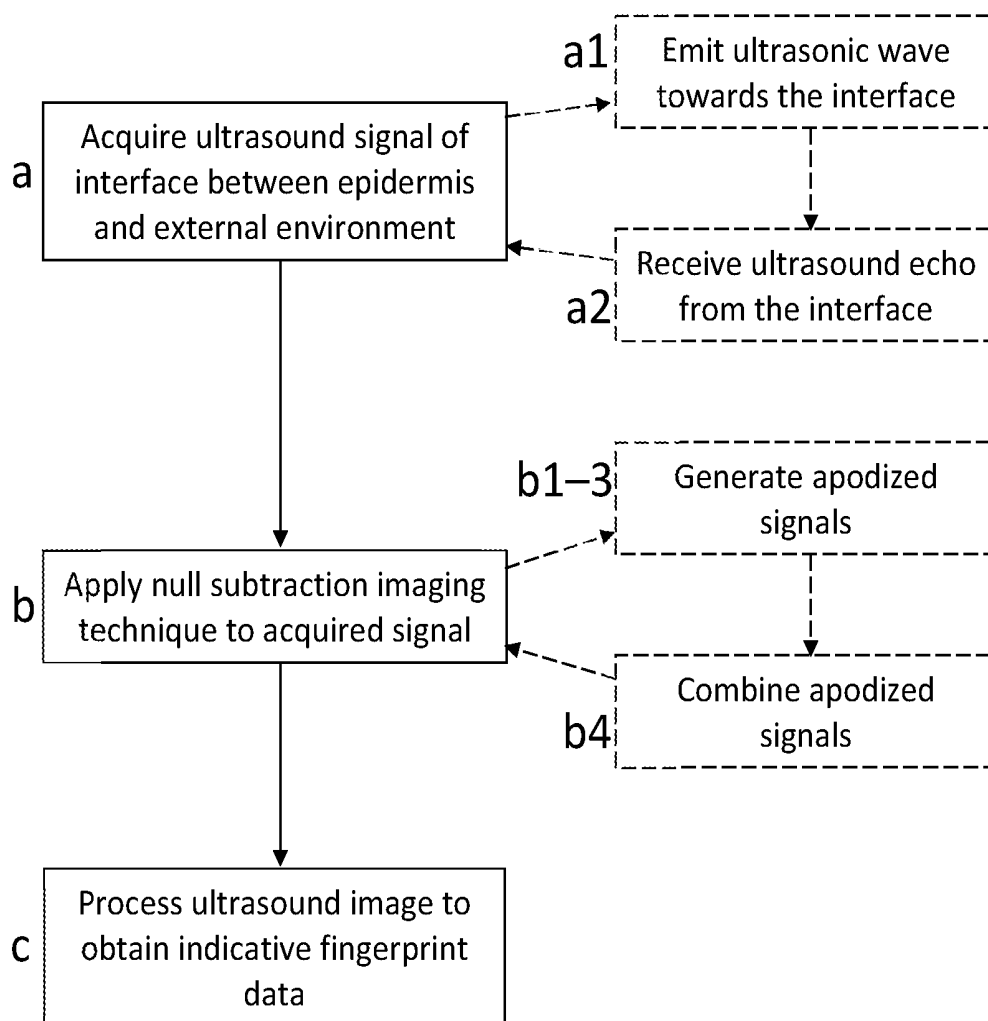 a1
Emit ultrasonic wave
towards the interface
a
Acquire ultrasound signal of
interface between epidermis
and external environment
a2
Receive ultrasound echo
from the interface
b1–3
Generate apodized
signals
b
Apply null subtraction imaging
technique to acquired signal
b4
Combine apodized
signals
c
Process ultrasound image to
obtain indicative fingerprint
data